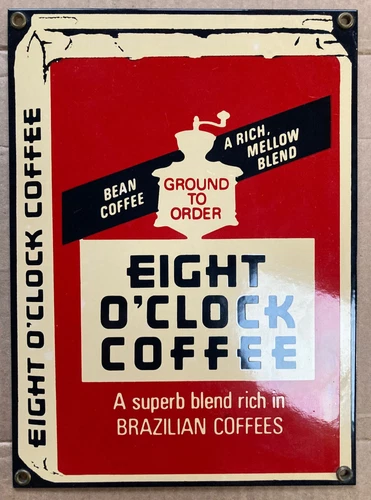 EIGHT O'CLOCK COFFEE
BEAN
COFFEE
A RICH,
MELLOW
BLEND
GROUND
TO
ORDER
EIGHT
O'CLOCK
COFFEE
A superb blend rich in
BRAZILIAN COFFEES